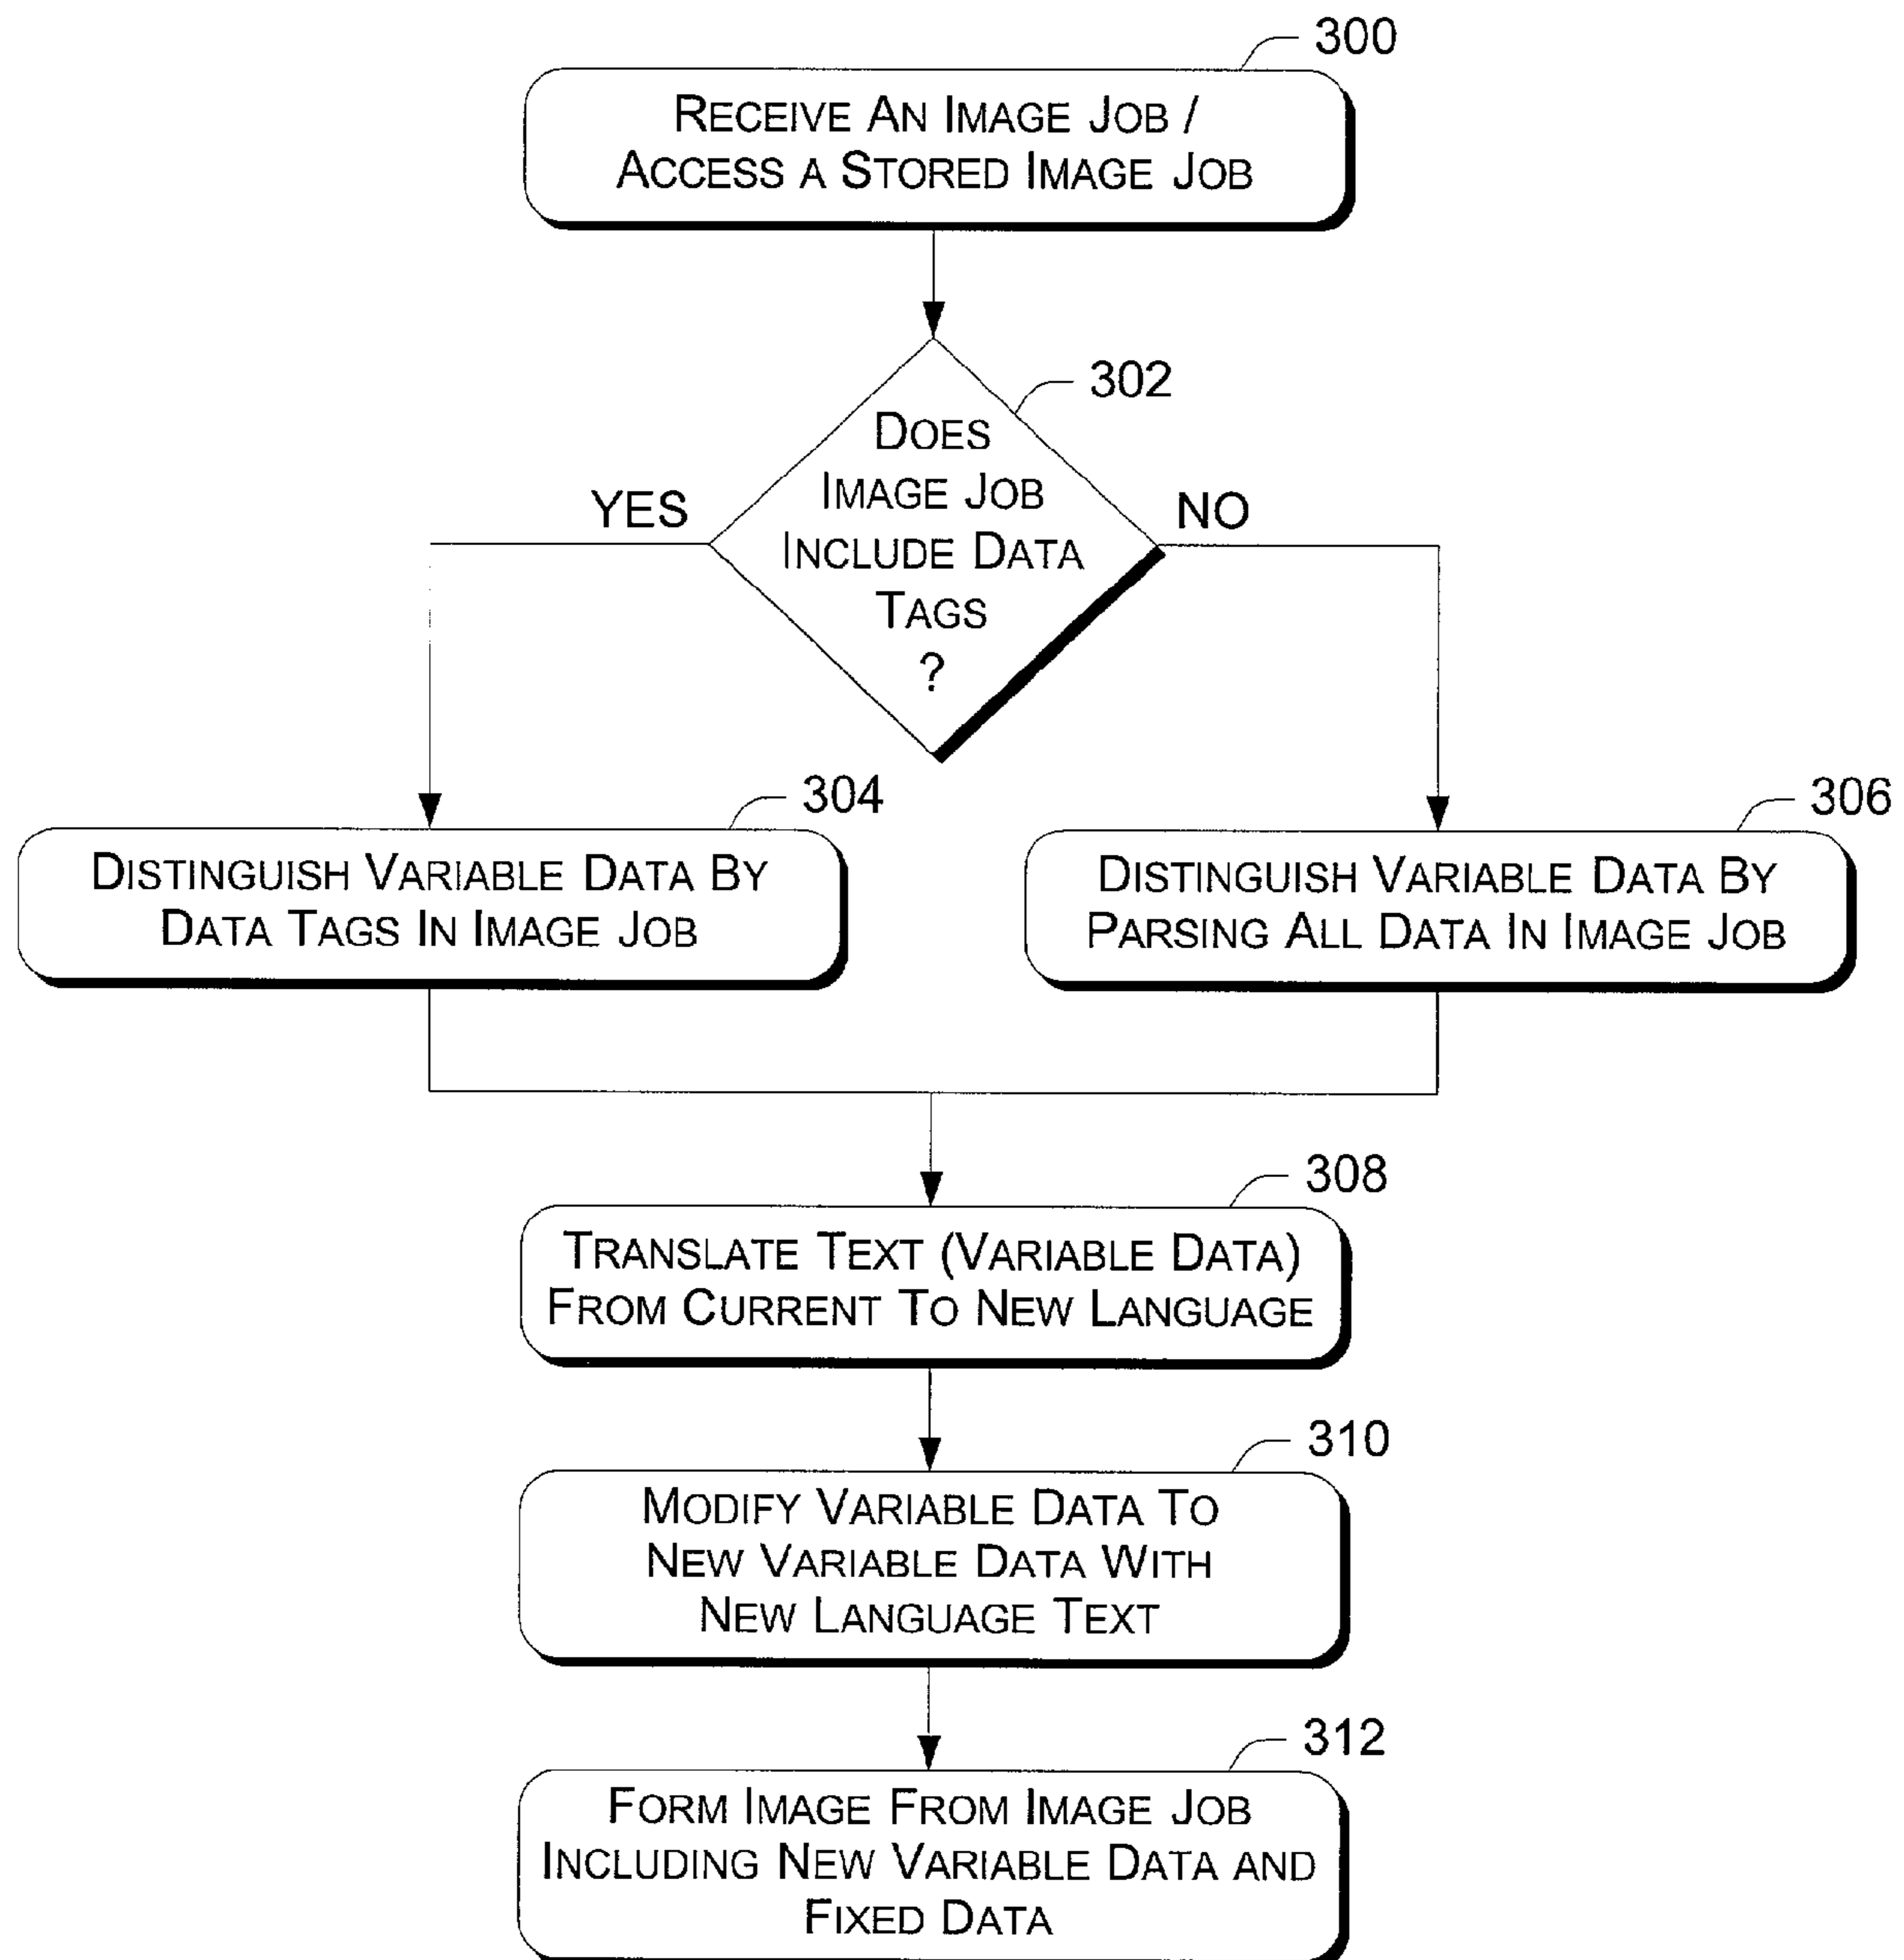 300
RECEIVE AN IMAGE JOB /
ACCESS A STORED IMAGE JOB
302
DOES
IMAGE JOB
INCLUDE DATA
TAGS
?
YES
NO
304
DISTINGUISH VARIABLE DATA BY
DATA TAGS IN IMAGE JOB
306
DISTINGUISH VARIABLE DATA BY
PARSING ALL DATA IN IMAGE JOB
308
TRANSLATE TEXT (VARIABLE DATA)
FROM CURRENT TO NEW LANGUAGE
310
MODIFY VARIABLE DATA TO
NEW VARIABLE DATA WITH
NEW LANGUAGE TEXT
312
FORM IMAGE FROM IMAGE JOB
INCLUDING NEW VARIABLE DATA AND
FIXED DATA